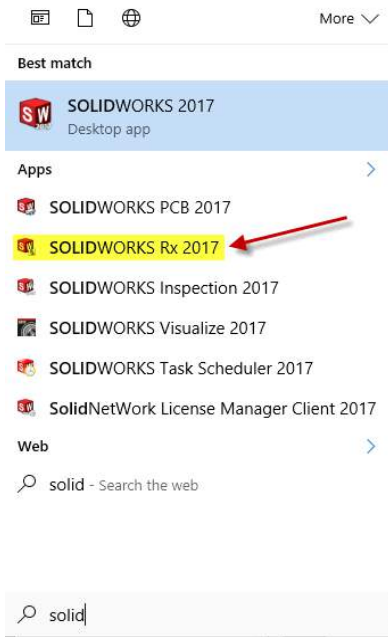 More
Best match
SOLIDWORKS 2017
Desktop app
Apps
SOLIDWORKS PCB 2017
SOLIDWORKS Rx 2017
SOLIDWORKS Inspection 2017
SOLIDWORKS Visualize 2017
SOLIDWORKS Task Scheduler 2017
SolidNetWork License Manager Client 2017
Web
solid - Search the web
solid